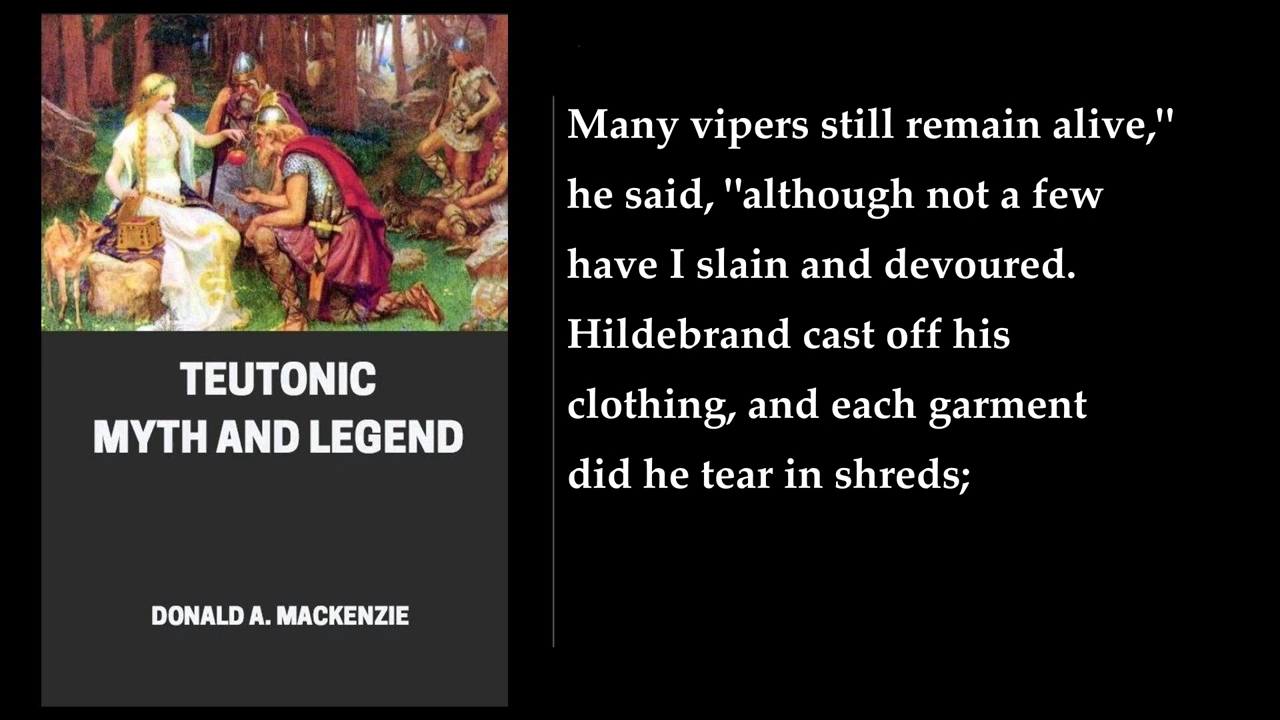 TEUTONIC
MYTH AND LEGEND
DONALD A. MACKENZIE
Many vipers still remain alive,"
he said, "although not a few
have I slain and devoured.
Hildebrand cast off his
clothing, and each garment
did he tear in shreds;